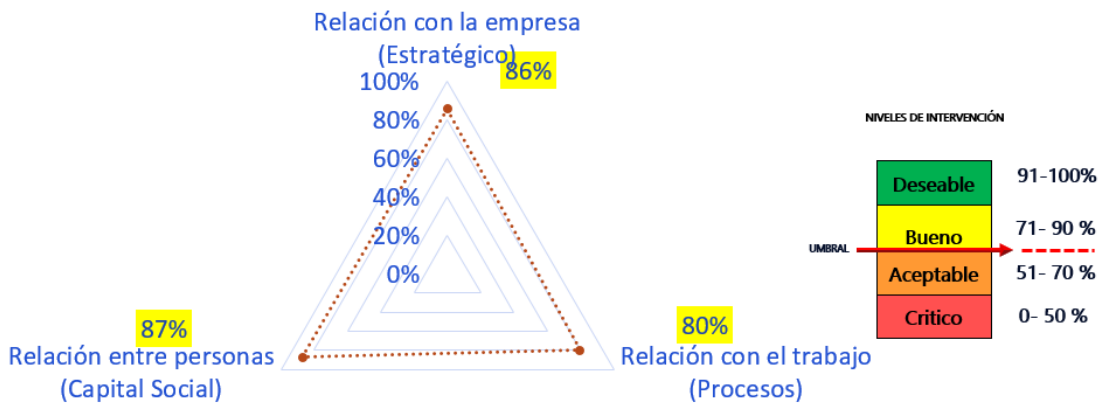 Relación con la empresa
(Estratégico)
86%
100%
80%
60%
40%
20%
0%
87%
Relación entre personas
(Capital Social)
80%
Relación con el trabajo
(Procesos)
NIVELES DE INTERVENCIÓN
Deseable 91-100%
Bueno 71- 90 %
UMBRAL
Aceptable 51- 70 %
Critico 0- 50 %